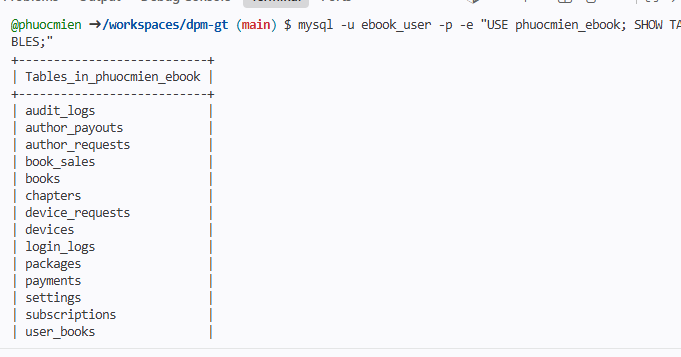 Terminal
@phuocmien ➜/workspaces/dpm-gt (main) $ mysql -u ebook_user -p -e "USE phuocmien_ebook; SHOW TA
BLES;"
+---------------------------+
| Tables_in_phuocmien_ebook |
+---------------------------+
| audit_logs |
| author_payouts |
| author_requests |
| book_sales |
| books |
| chapters |
| device_requests |
| devices |
| login_logs |
| packages |
| payments |
| settings |
| subscriptions |
| user_books |